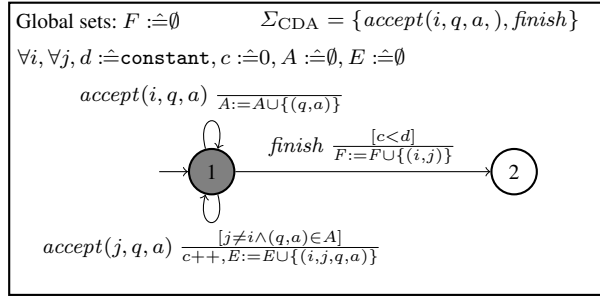 Global sets: F :=̂∅ Σ_CDA = {accept(i, q, a, ), finish}
∀i, ∀j, d :=̂constant, c :=̂0, A :=̂∅, E :=̂∅
accept(i, q, a) / A:=A∪{(q,a)}
finish [c<d] / F:=F∪{(i,j)}
1 2
accept(j, q, a) [j≠i∧(q,a)∈A] / c++,E:=E∪{(i,j,q,a)}